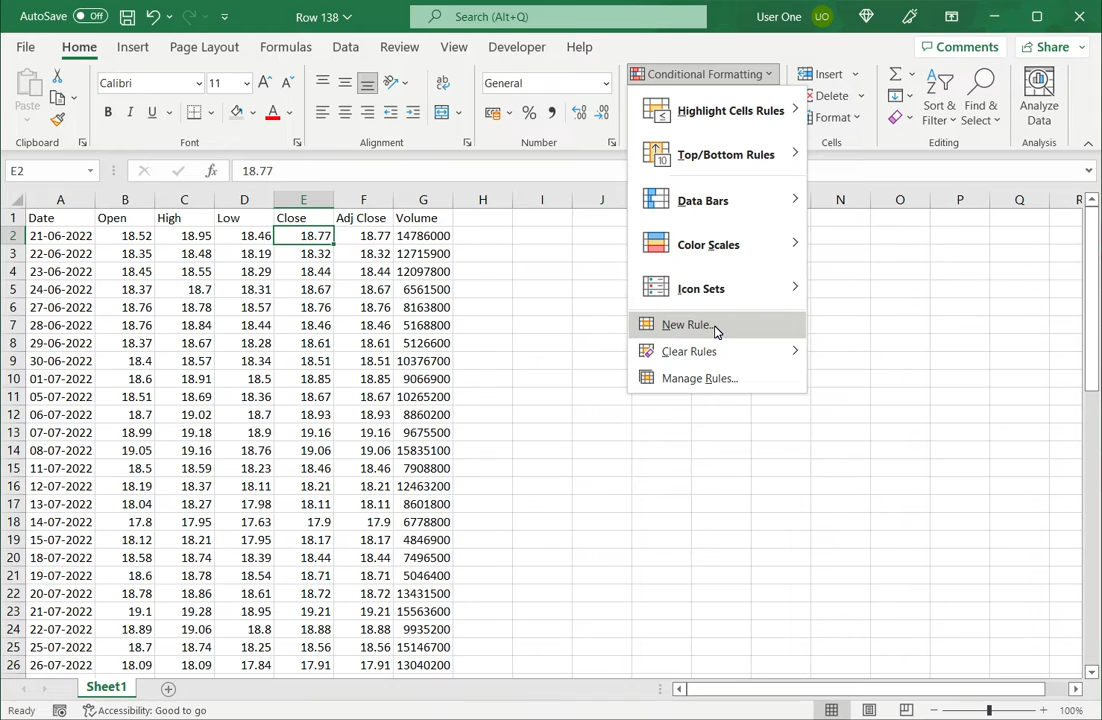 AutoSave Off Row 138 Search (Alt+Q) User One UO
File Home Insert Page Layout Formulas Data Review View Developer Help Comments Share
Paste Calibri 11 General Conditional Formatting Insert
B I U A Delete Sort & Find & Analyze
Format Filter Select Data
Clipboard Font Alignment Number Cells Editing Analysis
E2 fx 18.77
Highlight Cells Rules
Top/Bottom Rules
Data Bars
Color Scales
Icon Sets
New Rule...
Clear Rules
Manage Rules...
A B C D E F G H I J N O P Q R
1 Date Open High Low Close Adj Close Volume
2 21-06-2022 18.52 18.95 18.46 18.77 18.77 14786000
3 22-06-2022 18.35 18.48 18.19 18.32 18.32 12715900
4 23-06-2022 18.45 18.55 18.29 18.44 18.44 12097800
5 24-06-2022 18.37 18.7 18.31 18.67 18.67 6561500
6 27-06-2022 18.76 18.78 18.57 18.76 18.76 8163800
7 28-06-2022 18.76 18.84 18.44 18.46 18.46 5168800
8 29-06-2022 18.37 18.67 18.28 18.61 18.61 5126600
9 30-06-2022 18.4 18.57 18.34 18.51 18.51 10376700
10 01-07-2022 18.6 18.91 18.5 18.85 18.85 9066900
11 05-07-2022 18.51 18.69 18.36 18.67 18.67 10265200
12 06-07-2022 18.7 19.02 18.7 18.93 18.93 8860200
13 07-07-2022 18.99 19.18 18.9 19.16 19.16 9675500
14 08-07-2022 19.05 19.16 18.76 19.06 19.06 15835100
15 11-07-2022 18.5 18.59 18.23 18.46 18.46 7908800
16 12-07-2022 18.19 18.37 18.11 18.21 18.21 12463200
17 13-07-2022 18.04 18.27 17.98 18.11 18.11 8601800
18 14-07-2022 17.8 17.95 17.63 17.9 17.9 6778800
19 15-07-2022 18.12 18.21 17.95 18.17 18.17 4846900
20 18-07-2022 18.58 18.74 18.39 18.44 18.44 7496500
21 19-07-2022 18.6 18.78 18.54 18.71 18.71 5046400
22 20-07-2022 18.78 18.86 18.61 18.72 18.72 13431500
23 21-07-2022 19.1 19.28 18.95 19.21 19.21 15563600
24 22-07-2022 18.89 19.06 18.8 18.88 18.88 9935200
25 25-07-2022 18.7 18.74 18.25 18.56 18.56 15146700
26 26-07-2022 18.09 18.09 17.84 17.91 17.91 13040200
Sheet1
Ready Accessibility: Good to go 100%